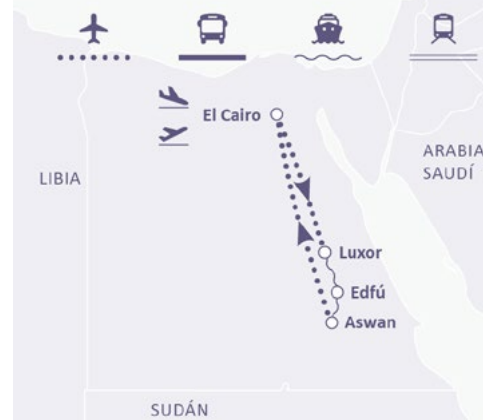 El Cairo
ARABIA
SAUDÍ
LIBIA
Luxor
Edfú
Aswan
SUDÁN